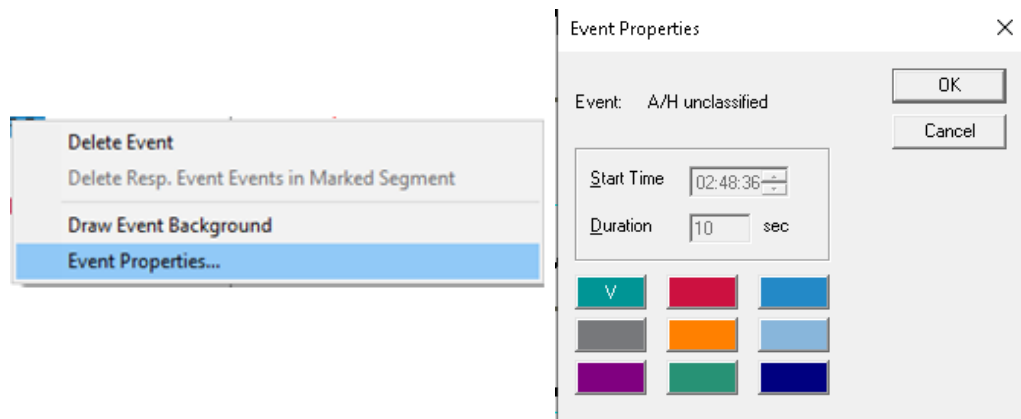 Delete Event
Delete Resp. Event Events in Marked Segment
Draw Event Background
Event Properties...
Event Properties
Event: A/H unclassified
OK
Cancel
Start Time 02:48:36
Duration 10 sec
V